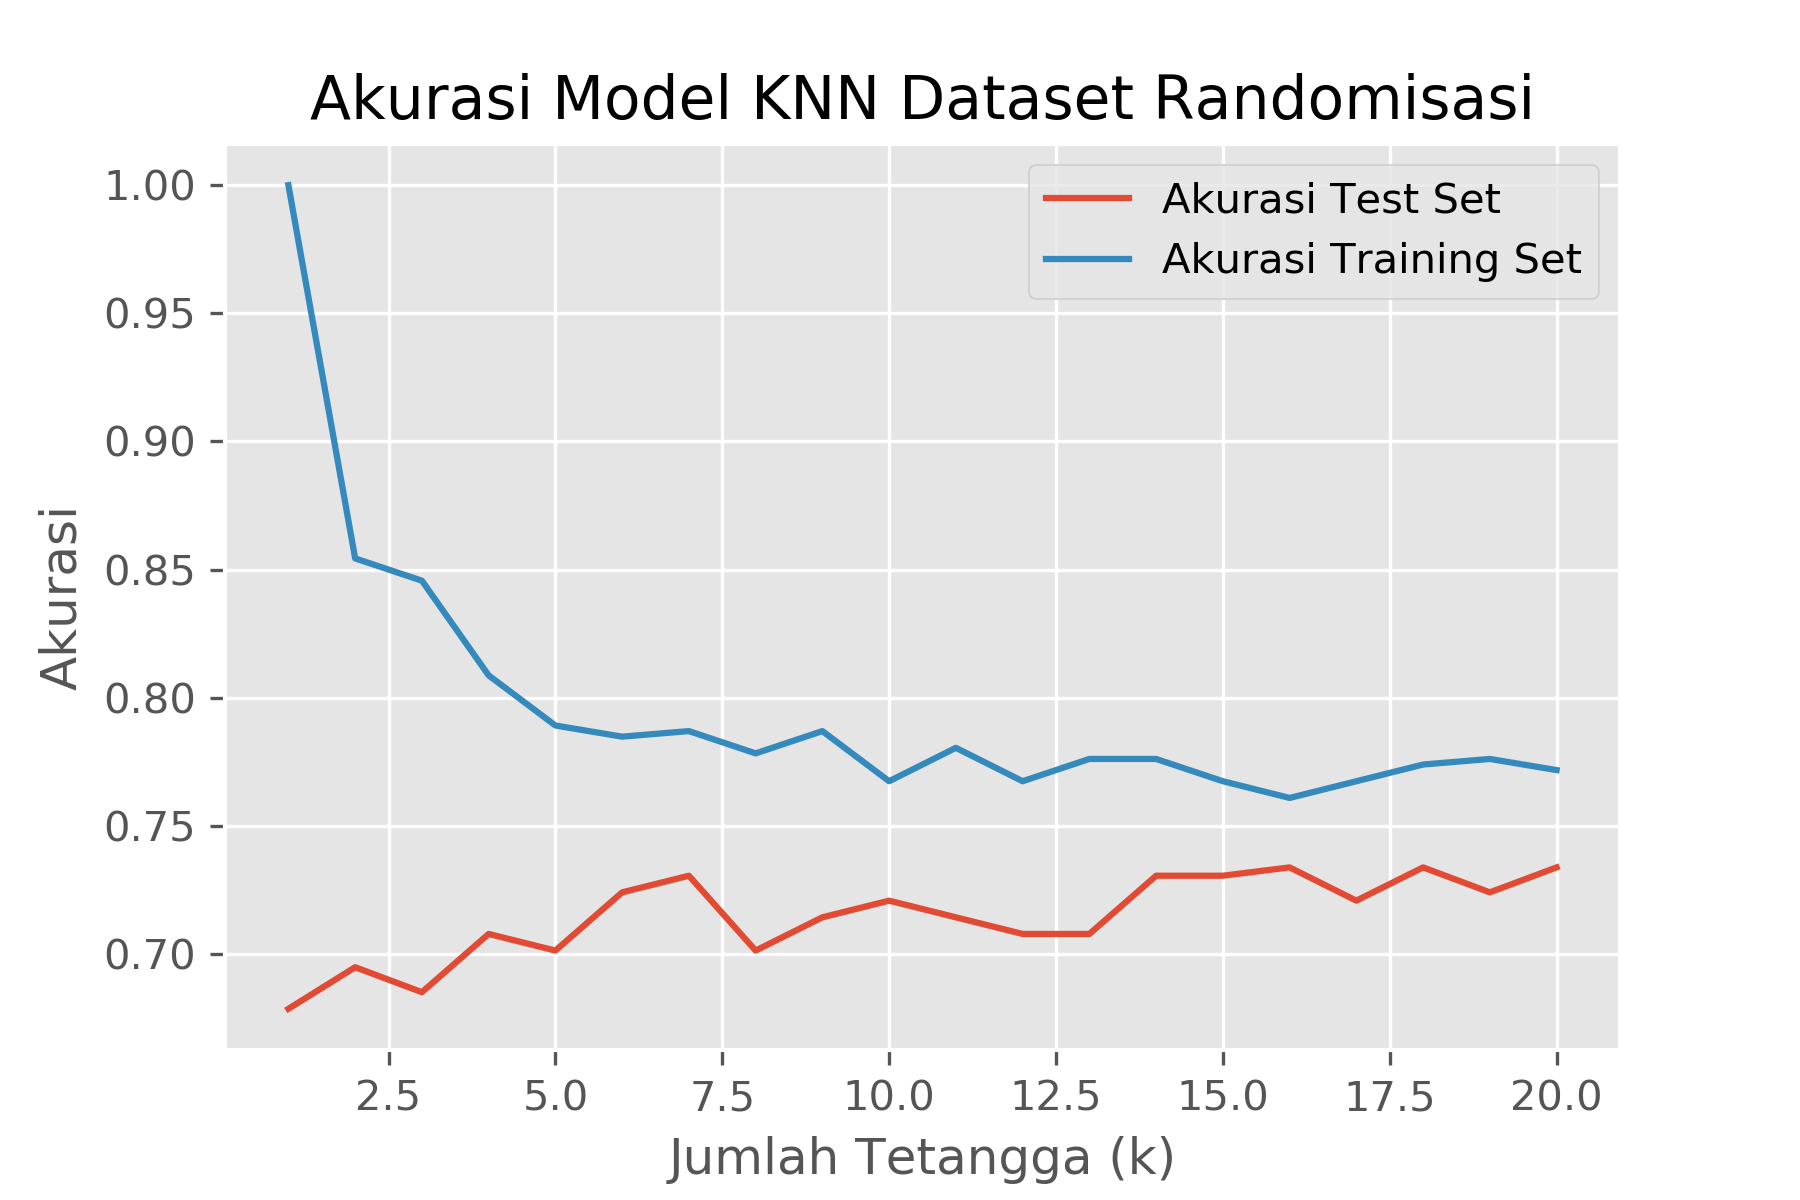 Akurasi Model KNN Dataset Randomisasi
Akurasi Test Set
Akurasi Training Set
1.00
0.95
0.90
0.85
0.80
0.75
0.70
Akurasi
2.5 5.0 7.5 10.0 12.5 15.0 17.5 20.0
Jumlah Tetangga (k)